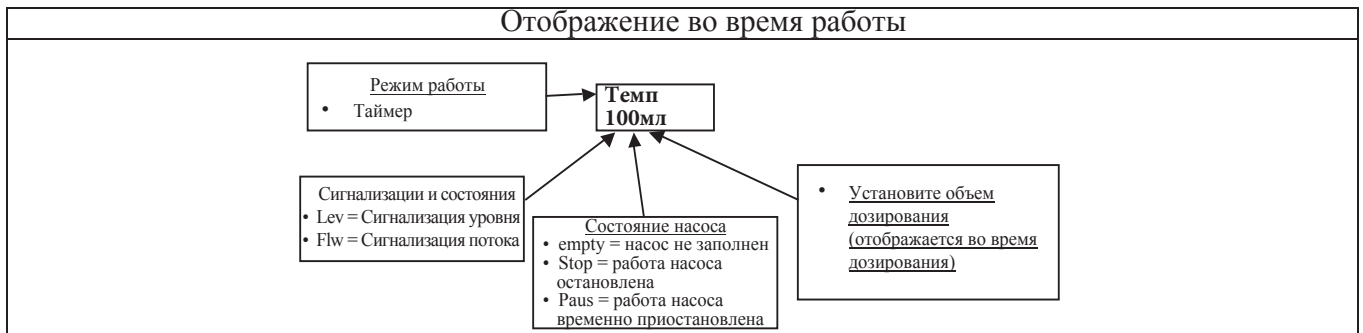 Отображение во время работы
Режим работы
• Таймер
Темп
100мл
Сигнализации и состояния
• Lev = Сигнализация уровня
• Flw = Сигнализация потока
Состояние насоса
• empty = насос не заполнен
• Stop = работа насоса
остановлена
• Paus = работа насоса
временно приостановлена
• Установите объем
дозирования
(отображается во время
дозирования)